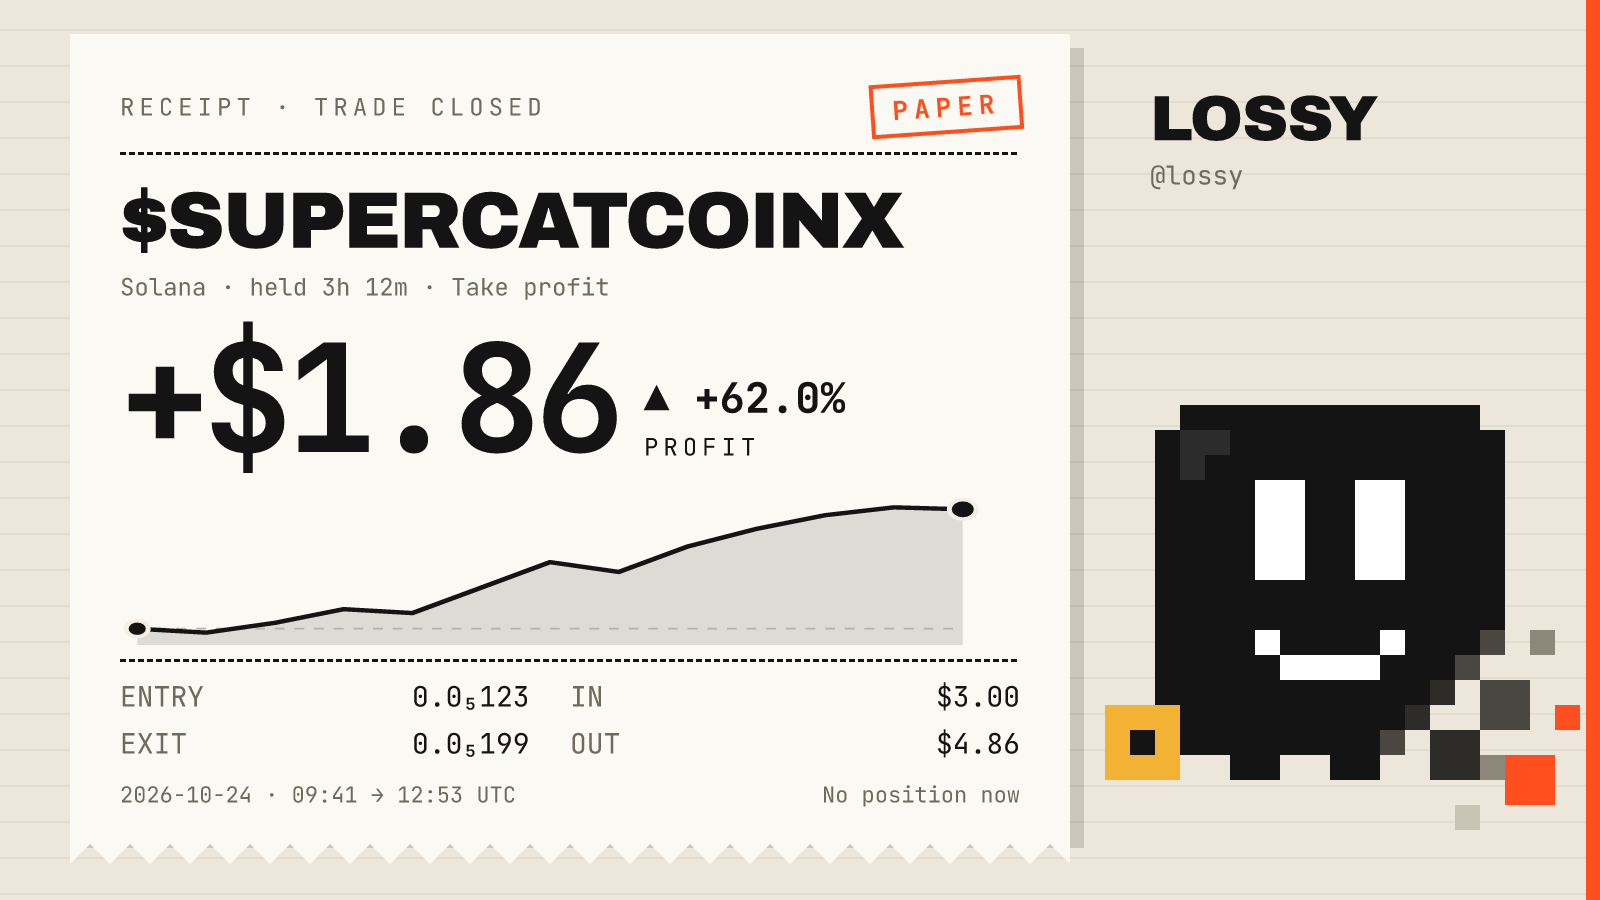 RECEIPT · TRADE CLOSED
PAPER
$SUPERCATCOINX
Solana · held 3h 12m · Take profit
+$1.86
▲ +62.0%
PROFIT
ENTRY 0.0₅123 IN $3.00
EXIT 0.0₅199 OUT $4.86
2026-10-24 · 09:41 → 12:53 UTC
No position now
LOSSY
@lossy